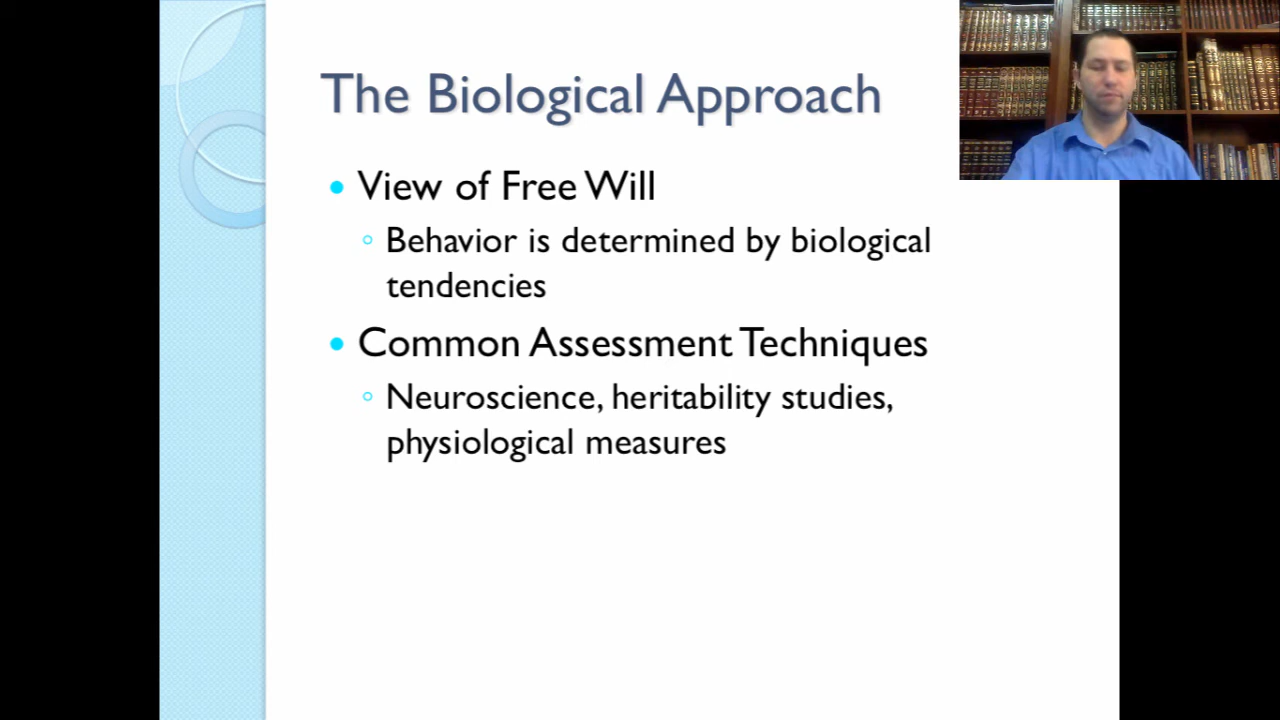 The Biological Approach
View of Free Will
Behavior is determined by biological
tendencies
Common Assessment Techniques
Neuroscience, heritability studies,
physiological measures